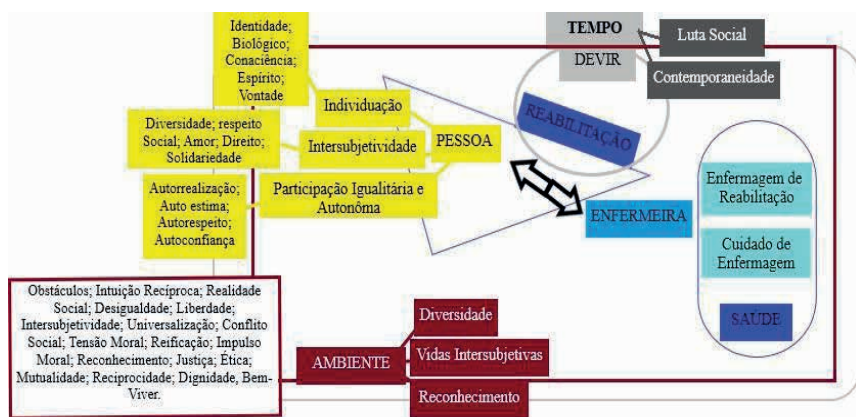 Identidade;
Biológico;
Consciência;
Espírito;
Vontade
Individuação
Diversidade; respeito
Social; Amor; Direito;
Solidariedade
Intersubjetividade
PESSOA
Autorrealização;
Auto estima;
Autorespeito;
Autoconfiança
Participação Igualitária e
Autonôma
TEMPO
DEVIR
Luta Social
Contemporaneidade
REABILITAÇÃO
ENFERMEIRA
Enfermagem de
Reabilitação
Cuidado de
Enfermagem
SAÚDE
Obstáculos; Intuição Recíproca; Realidade
Social; Desigualdade; Liberdade;
Intersubjetividade; Universalização; Conflito
Social; Tensão Moral; Reificação; Impulso
Moral; Reconhecimento; Justiça; Ética;
Mutualidade; Reciprocidade; Dignidade, Bem-
Viver.
AMBIENTE
Diversidade
Vidas Intersubjetivas
Reconhecimento